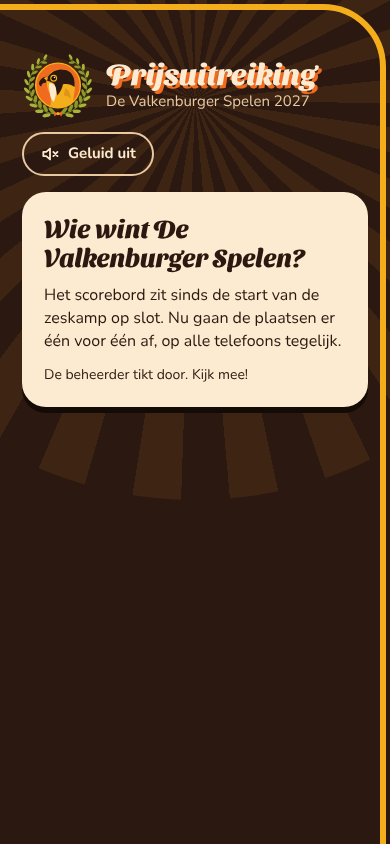 Prijsuitreiking
De Valkenburger Spelen 2027
Geluid uit
Wie wint De
Valkenburger Spelen?
Het scorebord zit sinds de start van de
zeskamp op slot. Nu gaan de plaatsen er
één voor één af, op alle telefoons tegelijk.
De beheerder tikt door. Kijk mee!